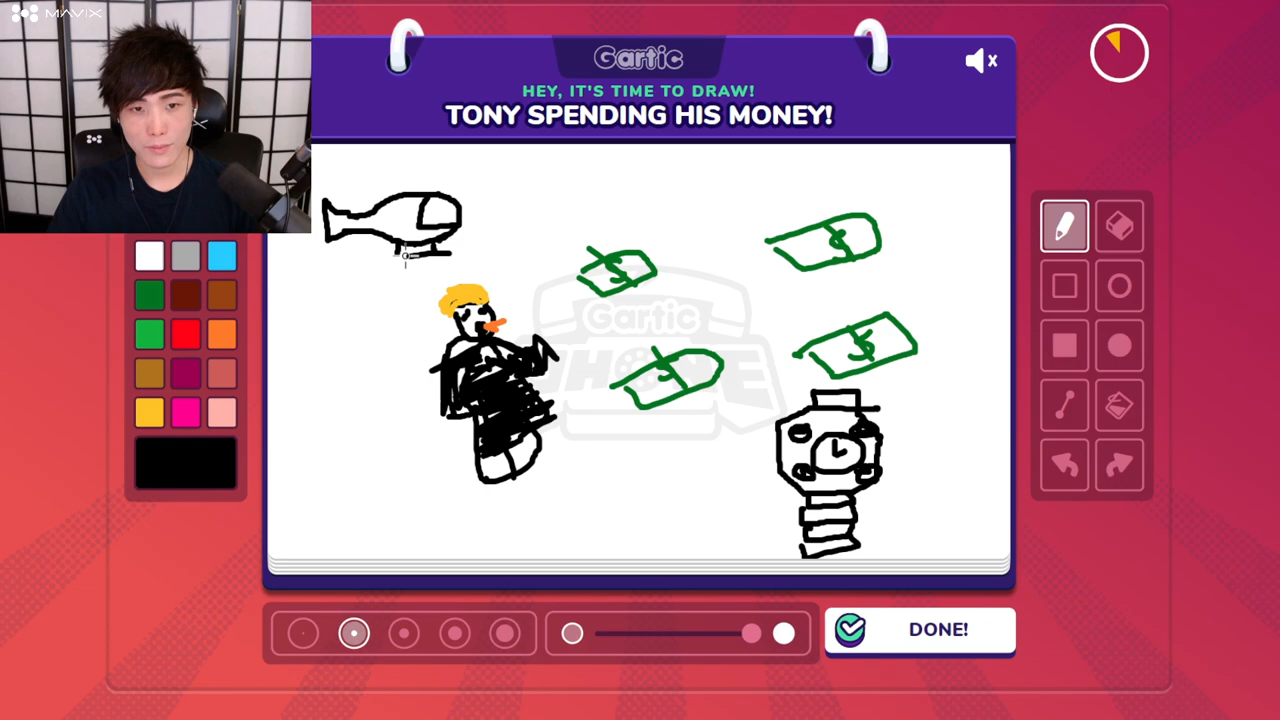 MAVIX
Gartic
HEY, IT'S TIME TO DRAW!
TONY SPENDING HIS MONEY!
$
$
$
$
Gartic
PHONE
DONE!